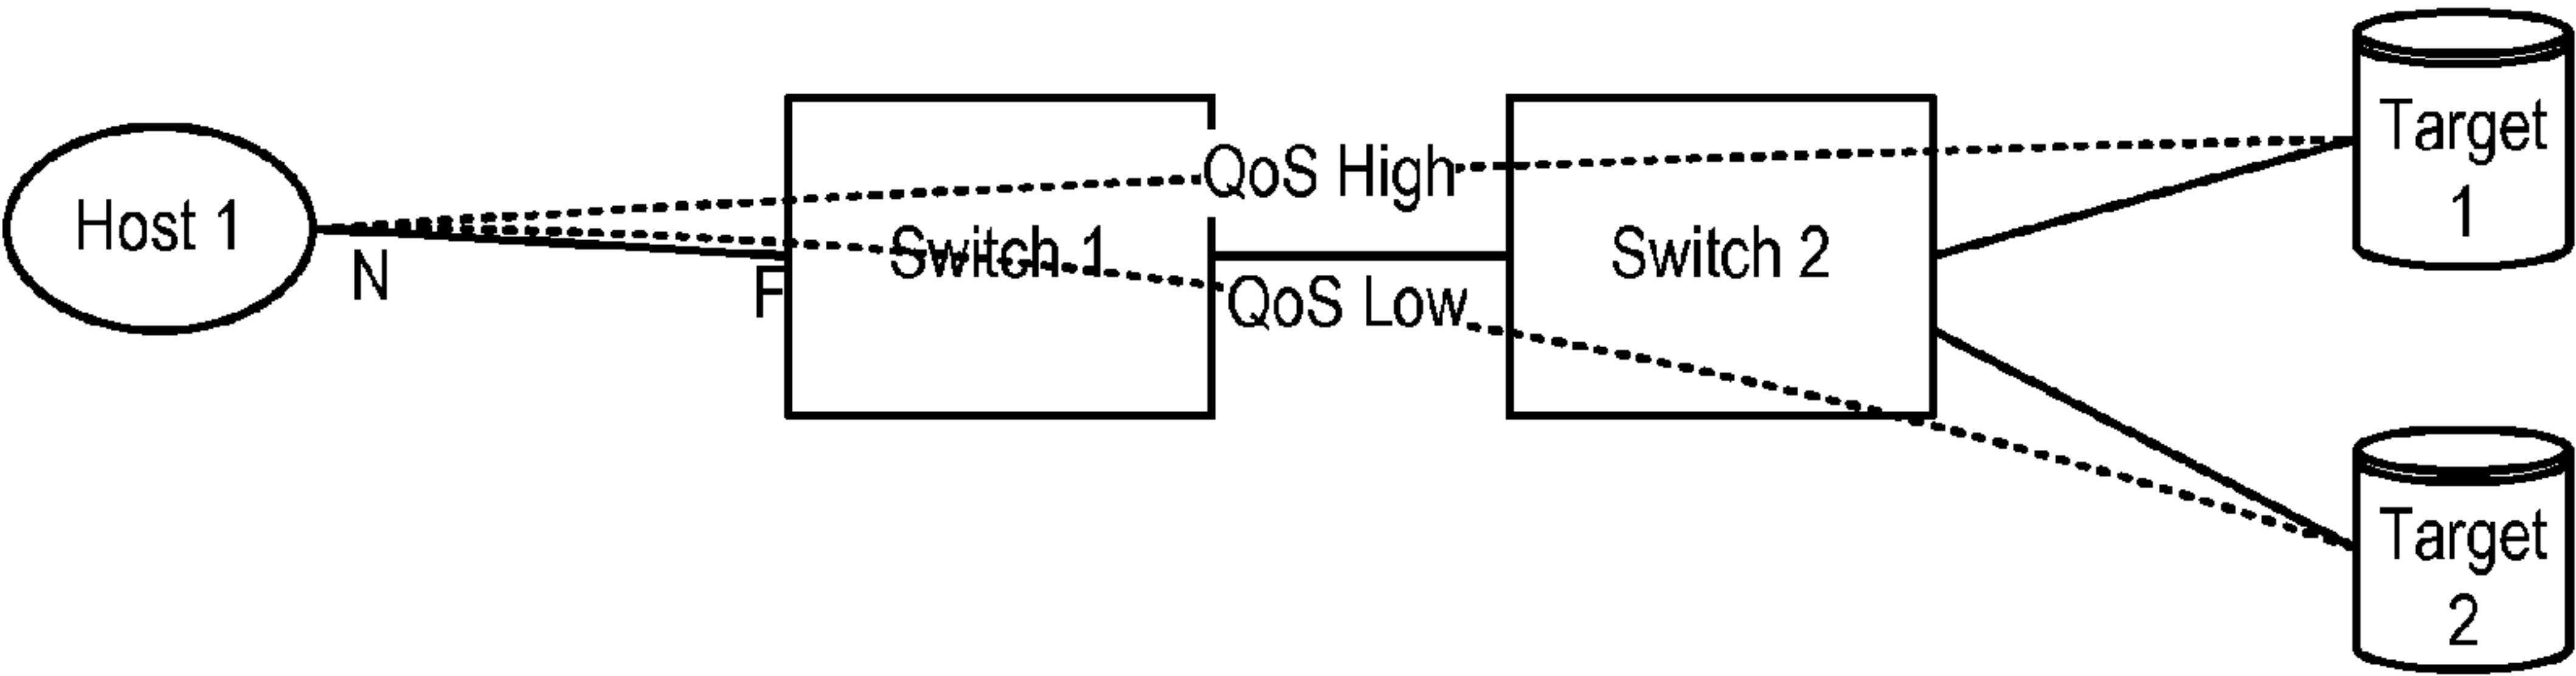 Host 1
N
F
Switch 1
QoS High
QoS Low
Switch 2
Target
1
Target
2